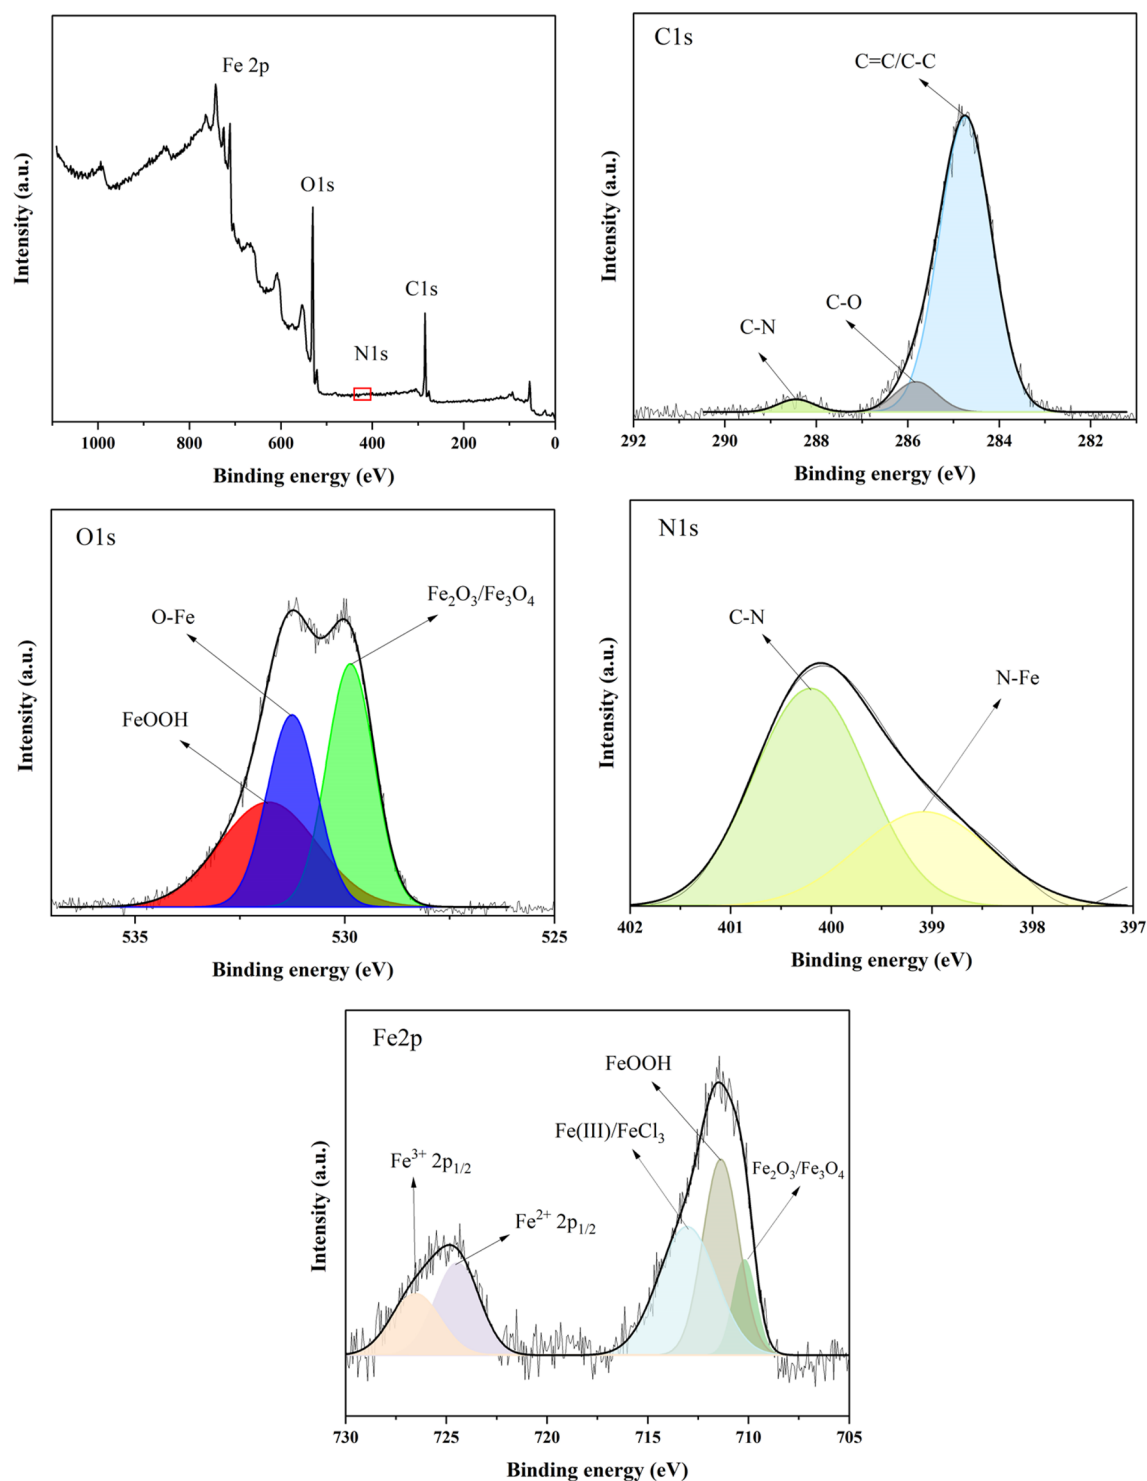 Fe 2p
O1s
C1s
N1s
Intensity (a.u.)
1000 800 600 400 200 0
Binding energy (eV)
C1s
C=C/C-C
C-O
C-N
Intensity (a.u.)
292 290 288 286 284 282
Binding energy (eV)
O1s
Fe₂O₃/Fe₃O₄
O-Fe
FeOOH
Intensity (a.u.)
535 530 525
Binding energy (eV)
N1s
C-N
N-Fe
Intensity (a.u.)
402 401 400 399 398 397
Binding energy (eV)
Fe2p
FeOOH
Fe(III)/FeCl₃
Fe³⁺ 2p₁/₂
Fe₂O₃/Fe₃O₄
Fe²⁺ 2p₁/₂
Intensity (a.u.)
730 725 720 715 710 705
Binding energy (eV)